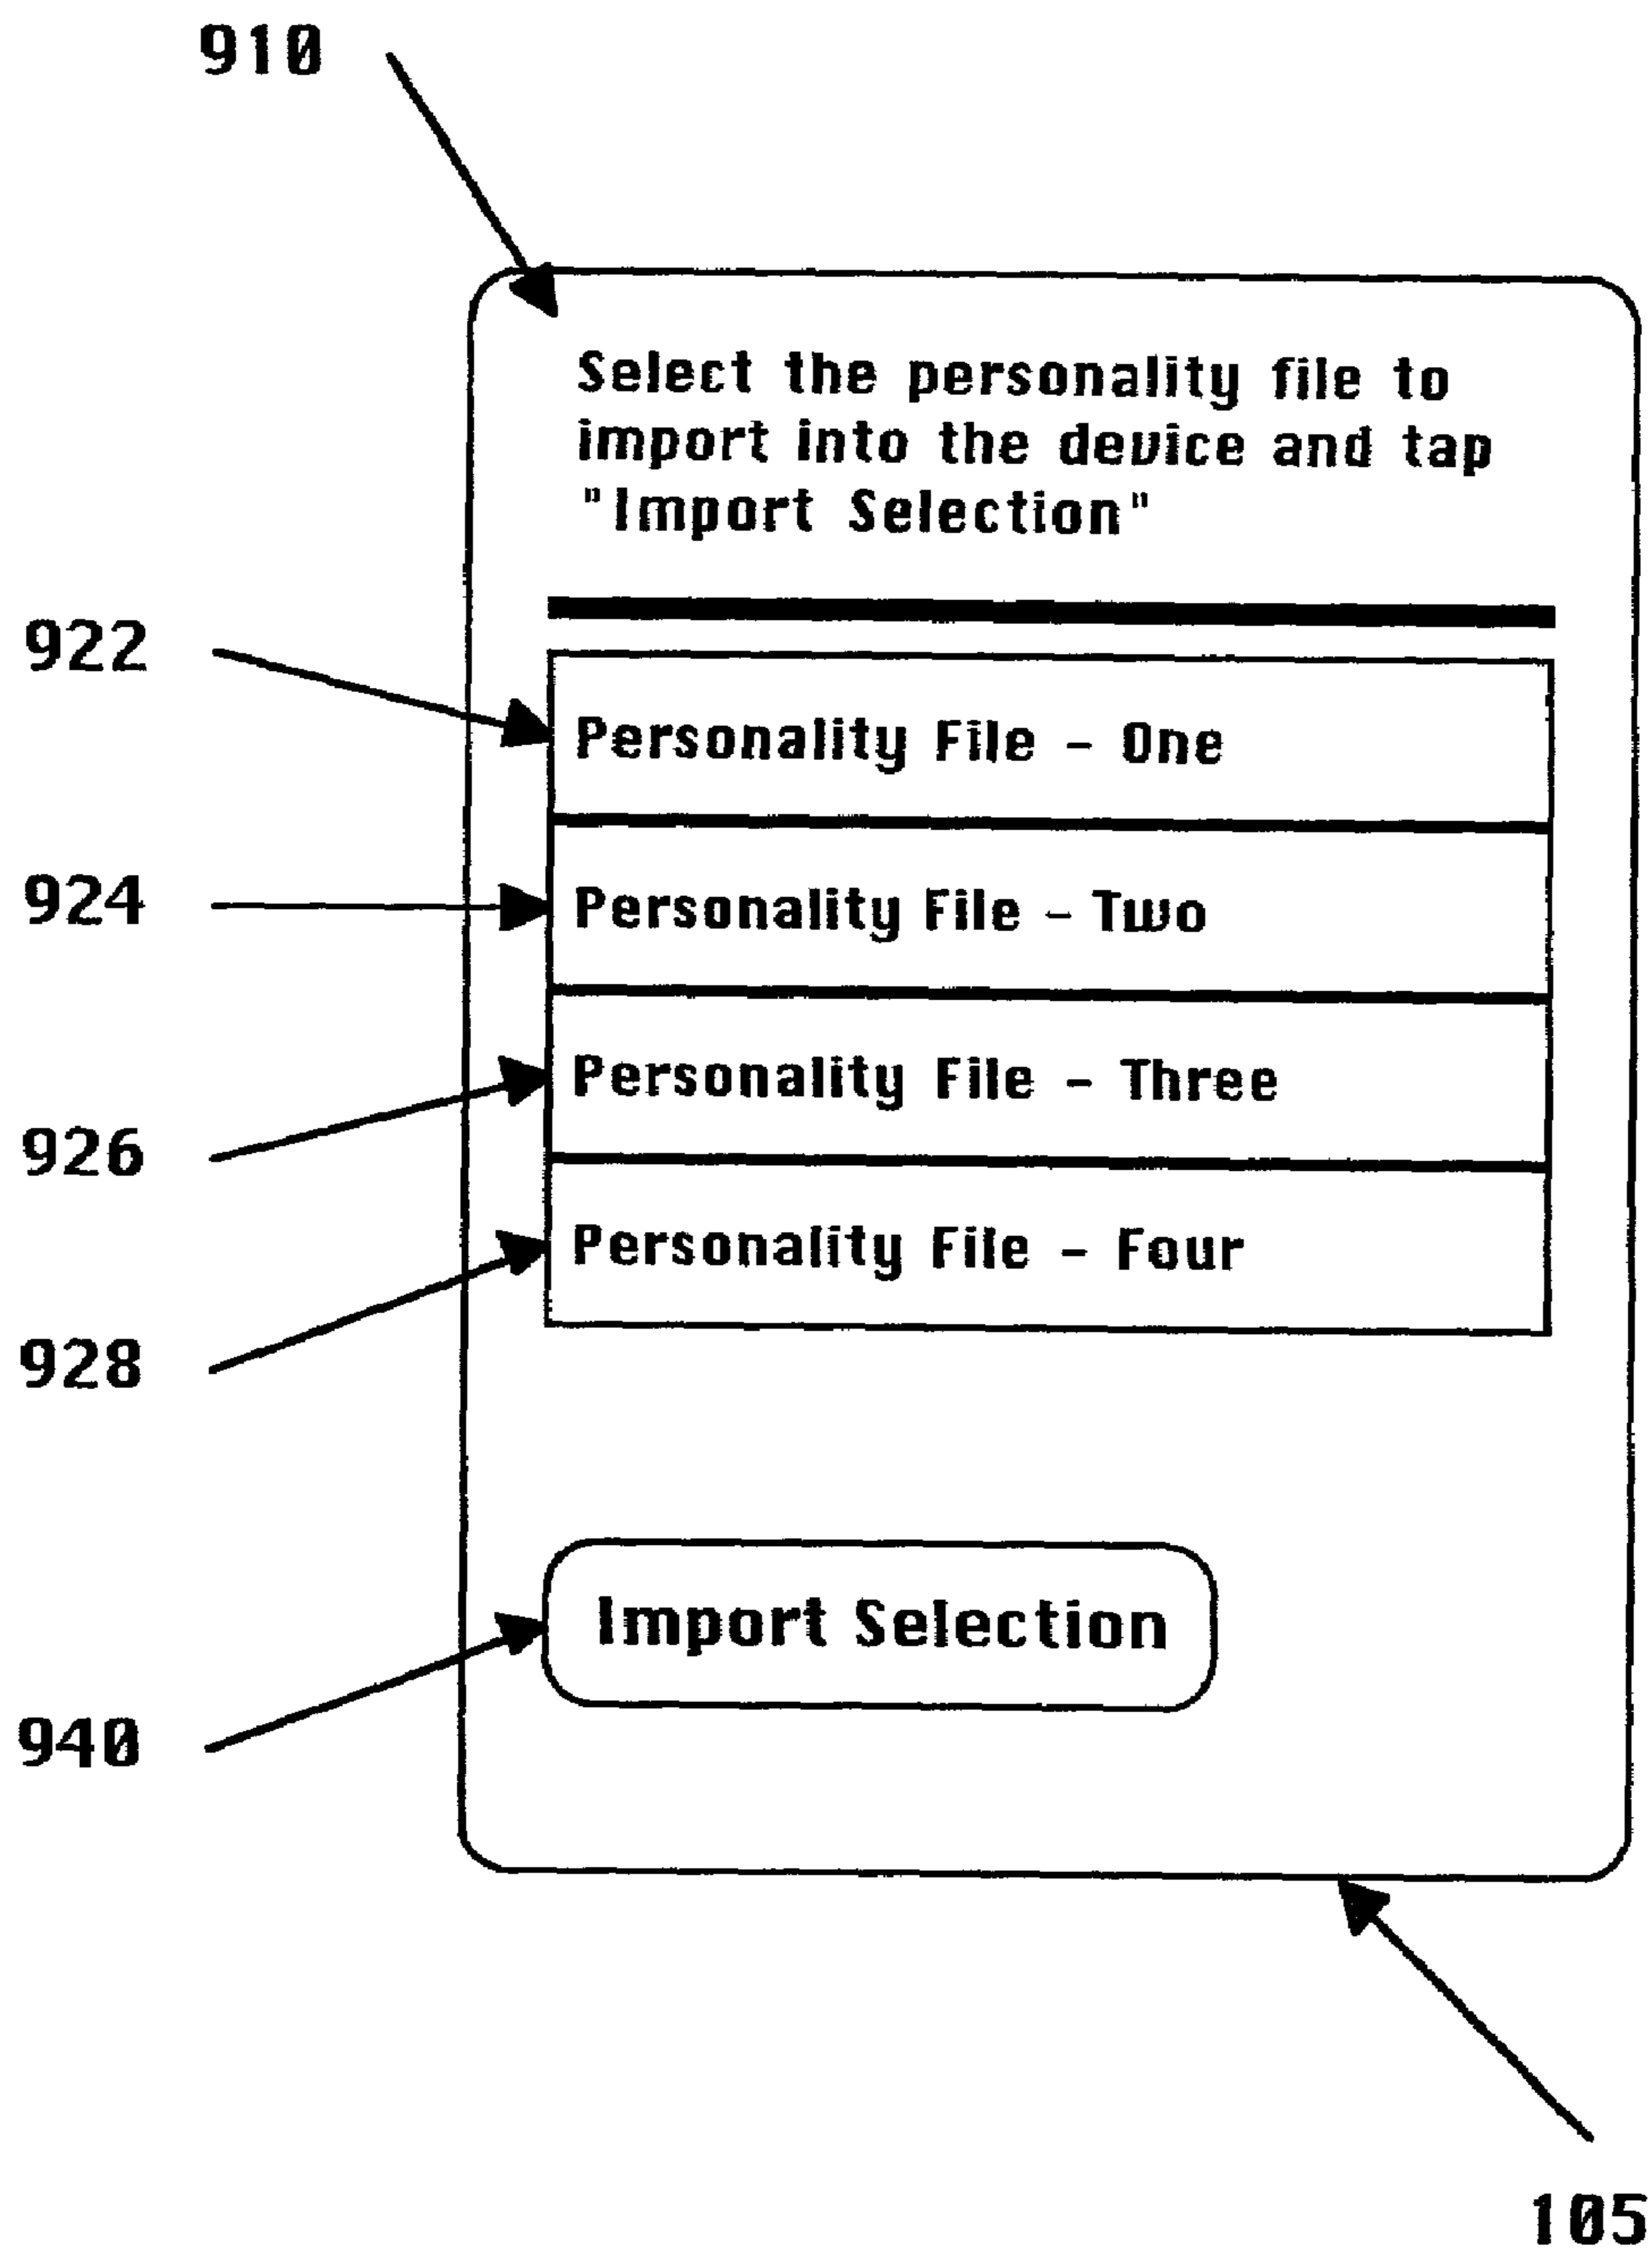 910
Select the personality file to
import into the device and tap
"Import Selection"
922
Personality File - One
924
Personality File - Two
926
Personality File - Three
928
Personality File - Four
Import Selection
940
105